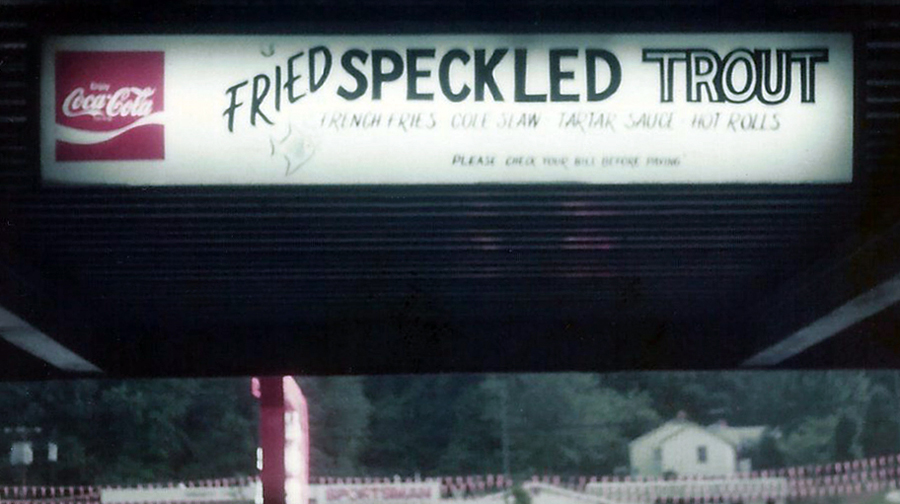 Enjoy
Coca-Cola
FRIED SPECKLED TROUT
FRENCH FRIES COLE SLAW TARTAR SAUCE HOT ROLLS
PLEASE CHECK YOUR BILL BEFORE PAYING
SPORTSMAN